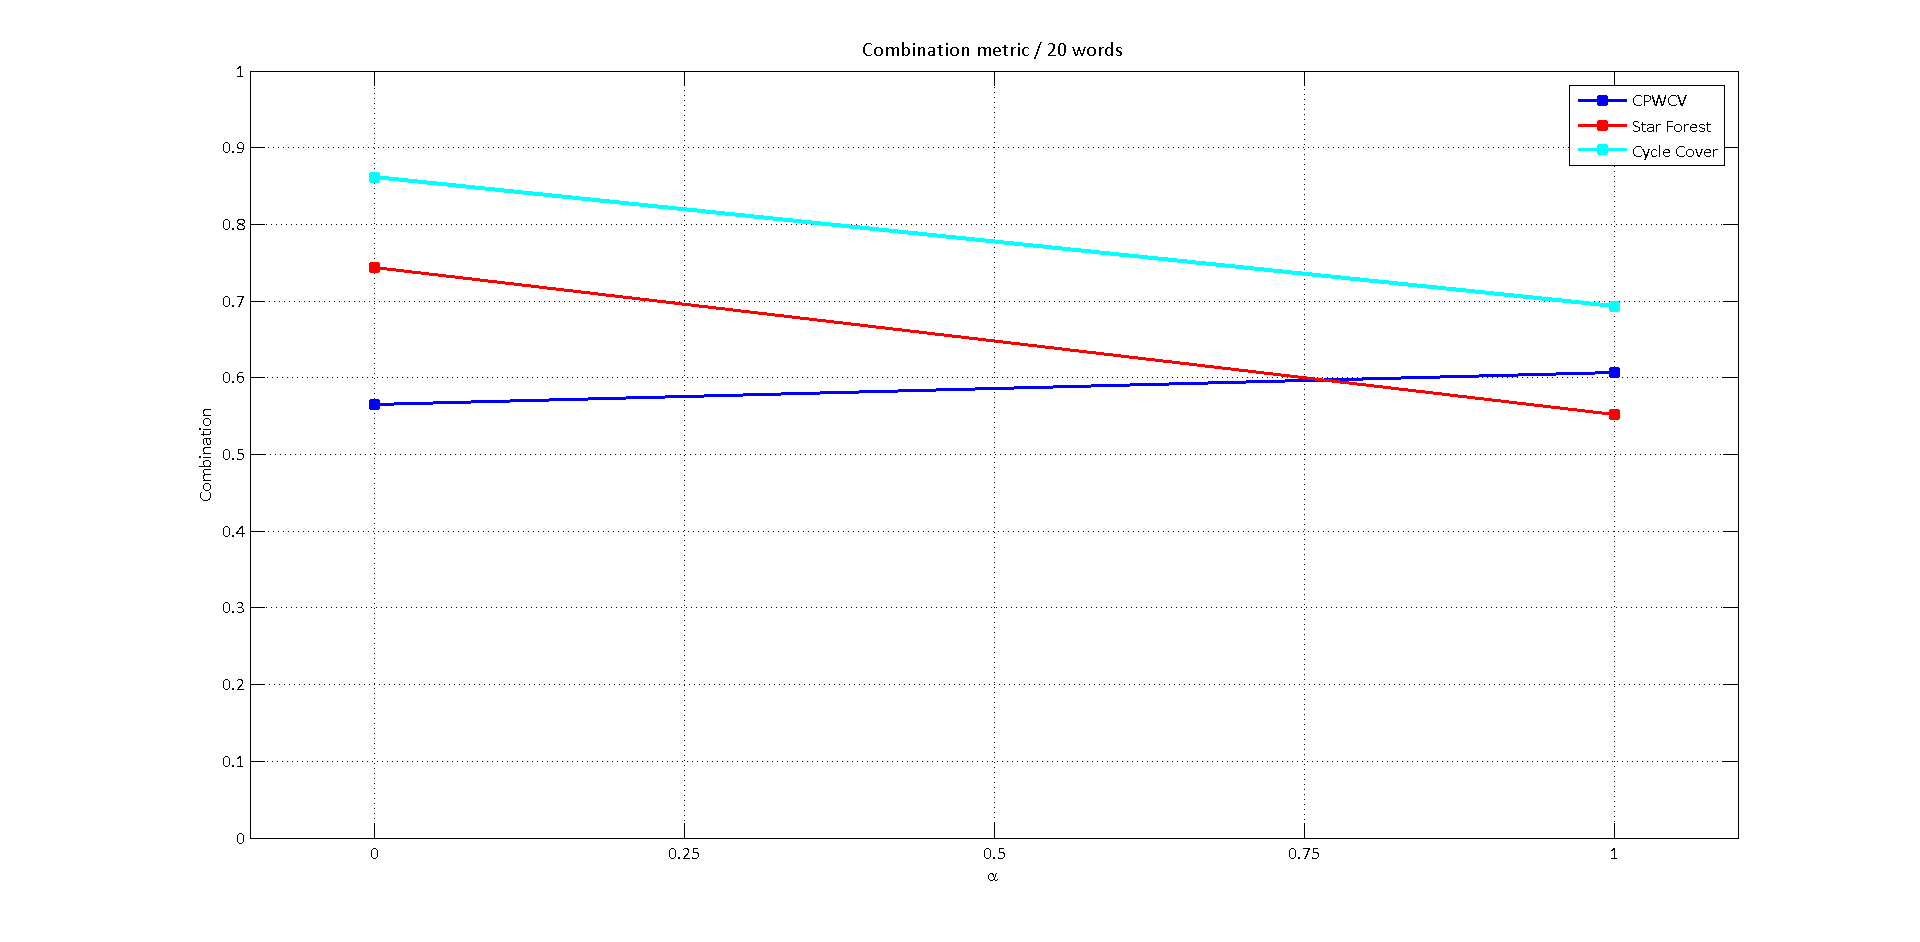 Combination metric / 20 words
1
0.9
0.8
0.7
0.6
0.5
0.4
0.3
0.2
0.1
0
Combination
CPWCV
Star Forest
Cycle Cover
0 0.25 0.5 0.75 1
α